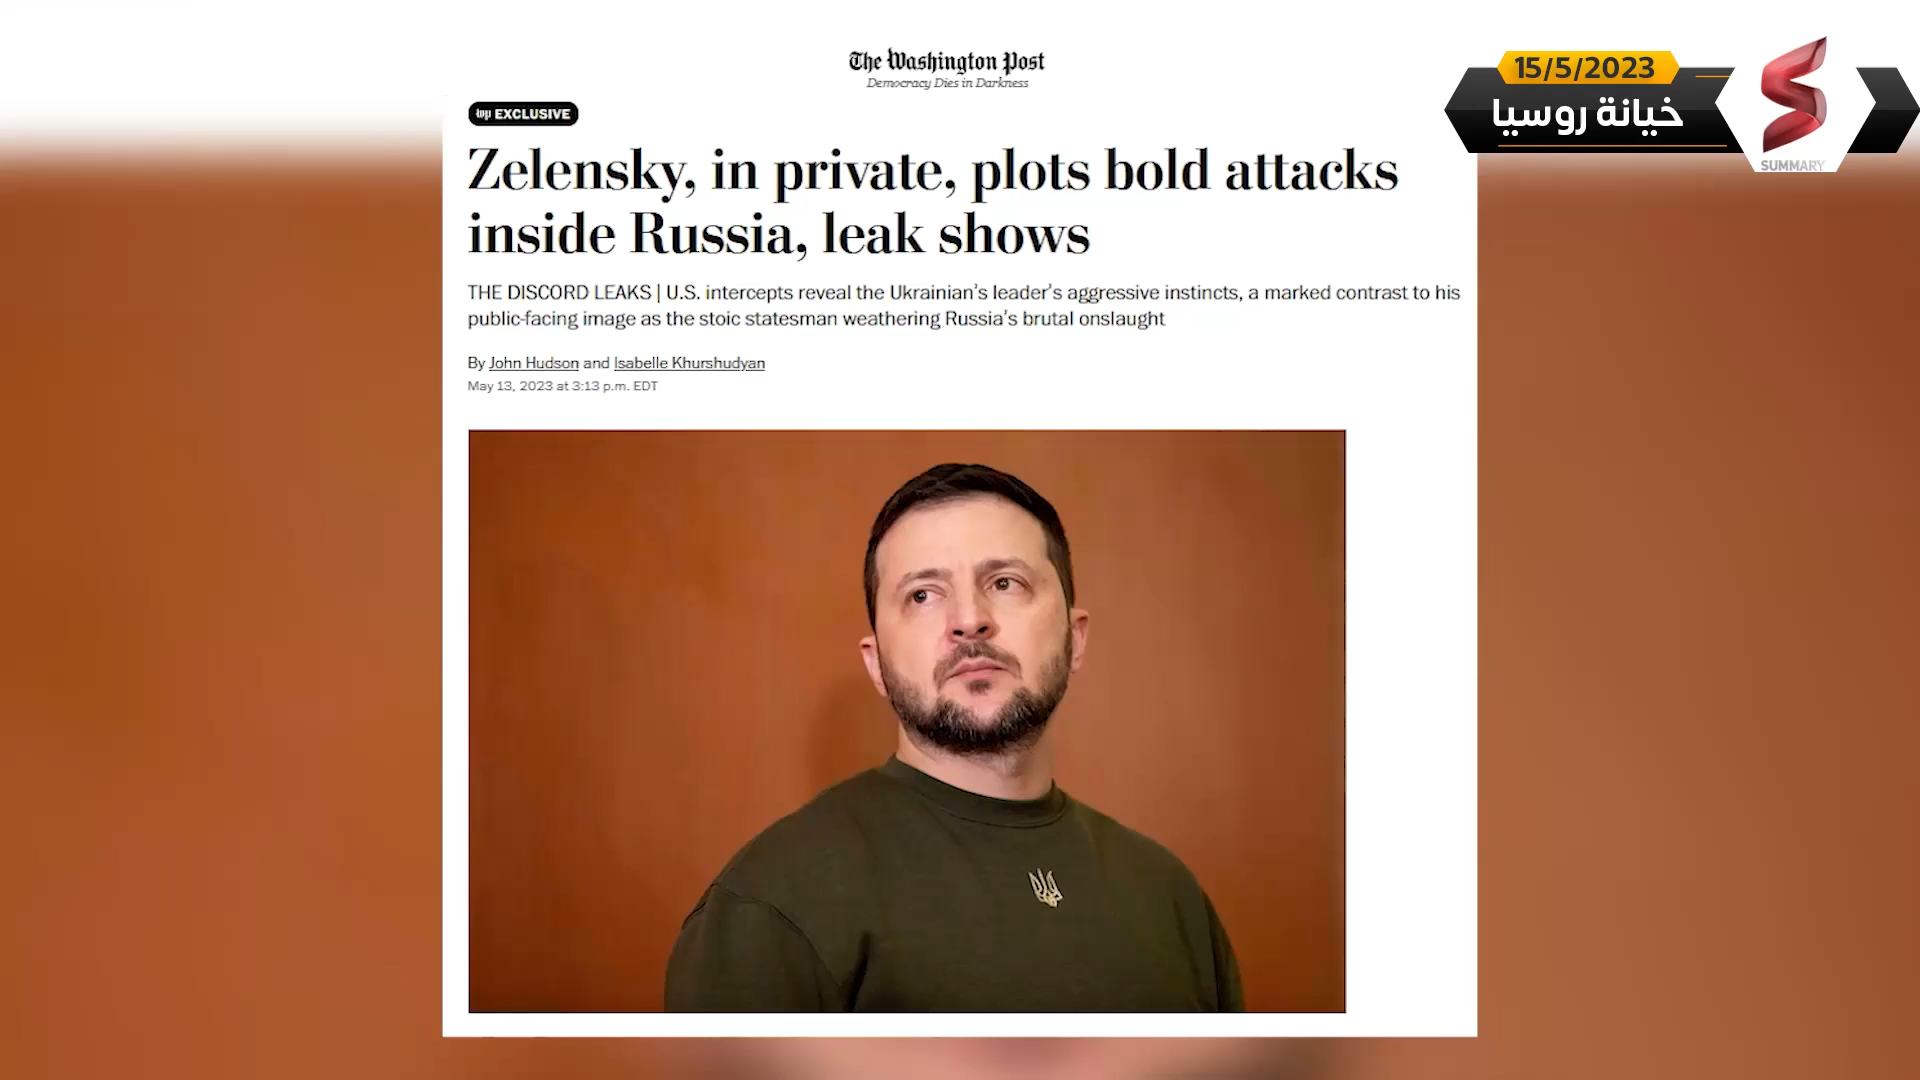 The Washington Post
Democracy Dies in Darkness
15/5/2023
خيانة روسيا
SUMMARY
wp EXCLUSIVE
Zelensky, in private, plots bold attacks
inside Russia, leak shows
THE DISCORD LEAKS | U.S. intercepts reveal the Ukrainian's leader's aggressive instincts, a marked contrast to his
public-facing image as the stoic statesman weathering Russia's brutal onslaught
By John Hudson and Isabelle Khurshudyan
May 13, 2023 at 3:13 p.m. EDT